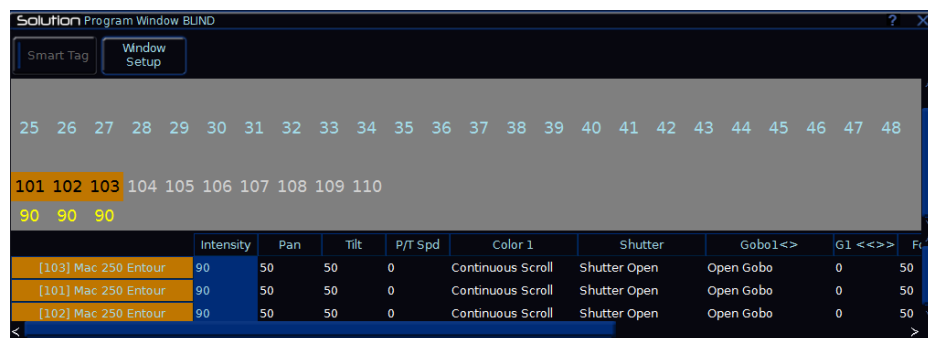 Solution Program Window BLIND ? X
Smart Tag Window Setup
25 26 27 28 29 30 31 32 33 34 35 36 37 38 39 40 41 42 43 44 45 46 47 48
101 102 103 104 105 106 107 108 109 110
90 90 90
Intensity Pan Tilt P/T Spd Color 1 Shutter Gobo1<> G1 <<>> Fo
[103] Mac 250 Entour 90 50 50 0 Continuous Scroll Shutter Open Open Gobo 0 50
[101] Mac 250 Entour 90 50 50 0 Continuous Scroll Shutter Open Open Gobo 0 50
[102] Mac 250 Entour 90 50 50 0 Continuous Scroll Shutter Open Open Gobo 0 50
< >